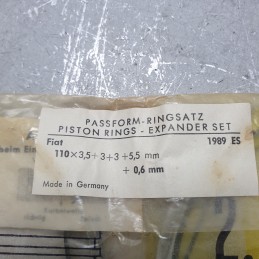 PASSFORM-RINGSATZ
PISTON RINGS - EXPANDER SET
Fiat 1989 ES
110×3,5+3+3+5,5 mm
+ 0,6 mm
Made in Germany